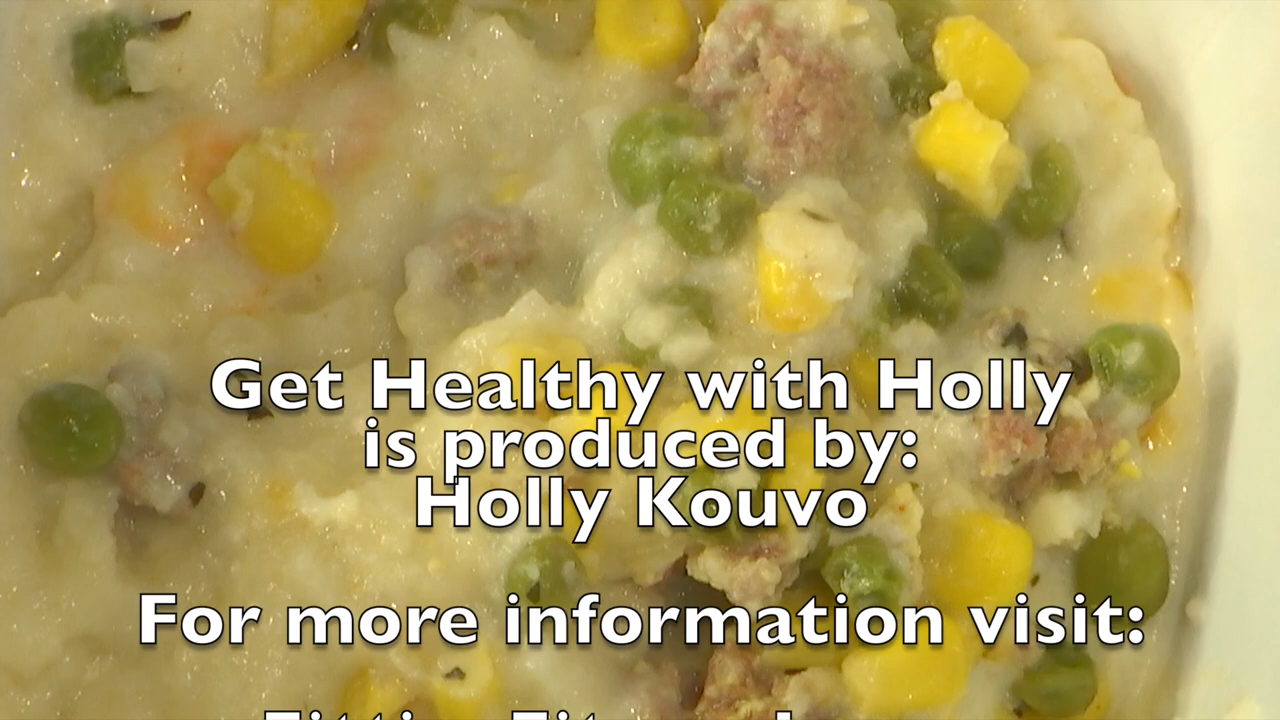 Get Healthy with Holly
is produced by:
Holly Kouvo
For more information visit: